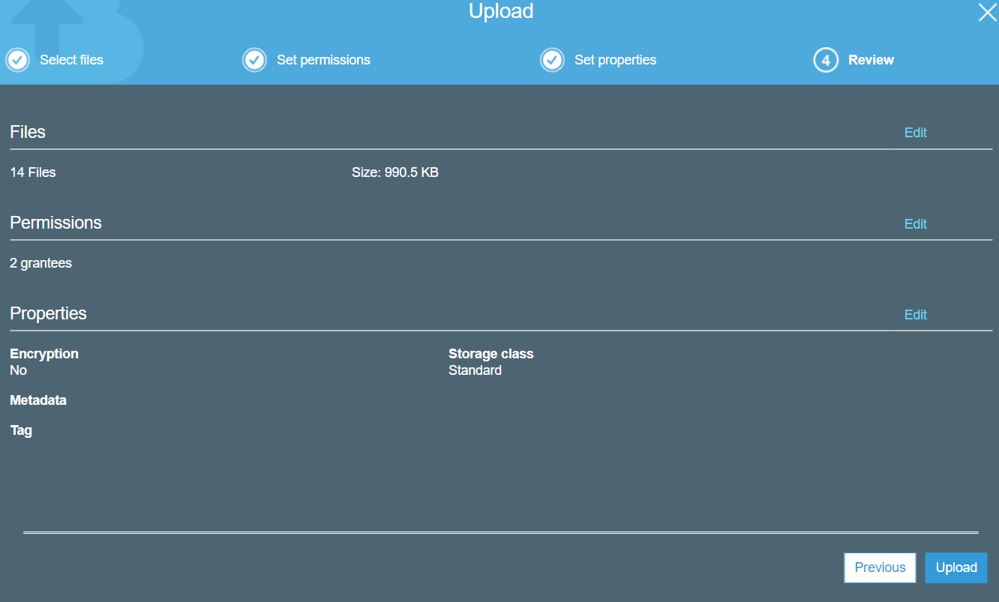 Upload
Select files
Set permissions
Set properties
4 Review
Files Edit
14 Files Size: 990.5 KB
Permissions Edit
2 grantees
Properties Edit
Encryption Storage class
No Standard
Metadata
Tag
Previous Upload